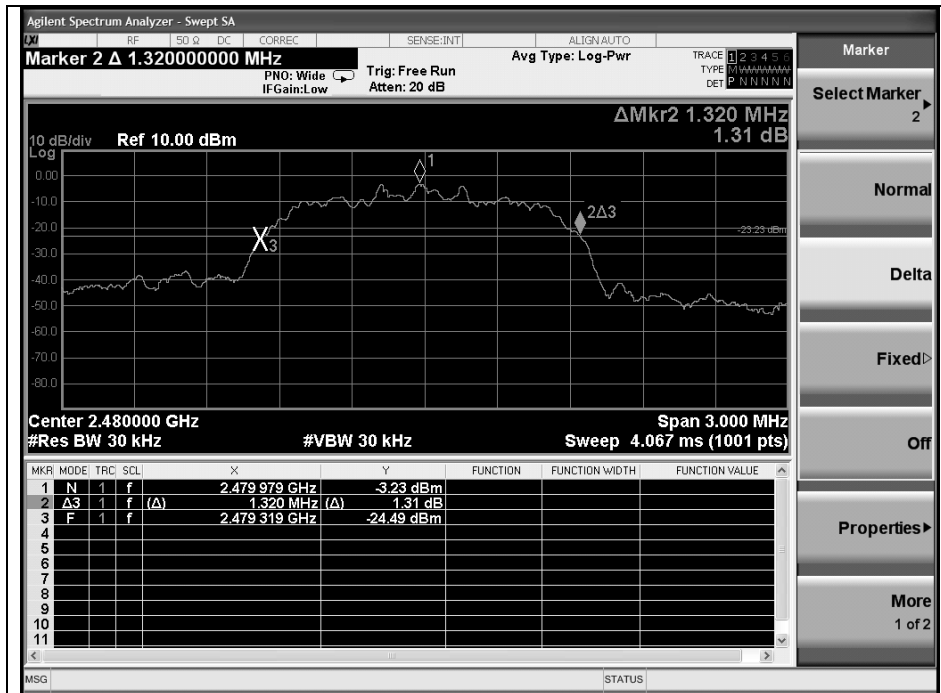 Agilent Spectrum Analyzer - Swept SA
LXI RF 50 Ω DC CORREC SENSE:INT ALIGN AUTO
Marker 2 Δ 1.320000000 MHz
PNO: Wide
IFGain:Low
Trig: Free Run
Atten: 20 dB
Avg Type: Log-Pwr
TRACE 1 2 3 4 5 6
TYPE MWWWWW
DET P N N N N N
ΔMkr2 1.320 MHz
1.31 dB
10 dB/div Ref 10.00 dBm
Log
0.00
-10.0
-20.0
-30.0
-40.0
-50.0
-60.0
-70.0
-80.0
1
2Δ3
3
-23.23 dBm
Center 2.480000 GHz Span 3.000 MHz
#Res BW 30 kHz #VBW 30 kHz Sweep 4.067 ms (1001 pts)
MKR MODE TRC SCL X Y FUNCTION FUNCTION WIDTH FUNCTION VALUE
1 N 1 f 2.479 979 GHz -3.23 dBm
2 Δ3 1 f (Δ) 1.320 MHz (Δ) 1.31 dB
3 F 1 f 2.479 319 GHz -24.49 dBm
4
5
6
7
8
9
10
11
MSG STATUS
Marker
Select Marker
2
Normal
Delta
Fixed
Off
Properties
More
1 of 2